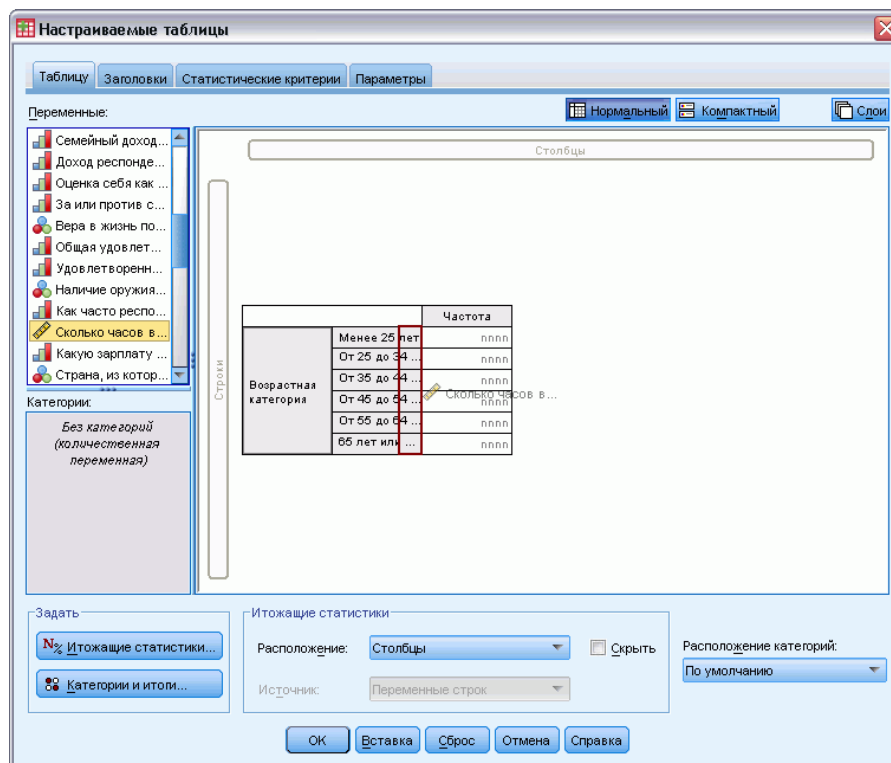 Настраиваемые таблицы
Таблицу Заголовки Статистические критерии Параметры
Переменные:
Нормальный Компактный Слои
Семейный доход...
Доход респонде...
Оценка себя как ...
За или против с...
Вера в жизнь по...
Общая удовлет...
Удовлетворенн...
Наличие оружия...
Как часто респо...
Сколько часов в...
Какую зарплату ...
Страна, из котор...
Категории:
Без категорий
(количественная
переменная)
Столбцы
Строки
Частота
Возрастная
категория
Менее 25 лет nnnn
От 25 до 34 ... nnnn
От 35 до 44 ... nnnn
От 45 до 54 ... nnnn
От 55 до 64 ... nnnn
65 лет или ... nnnn
Сколько часов в...
Задать
N% Итожащие статистики...
Категории и итоги...
Итожащие статистики
Расположение: Столбцы Скрыть
Источник: Переменные строк
Расположение категорий:
По умолчанию
OK Вставка Сброс Отмена Справка